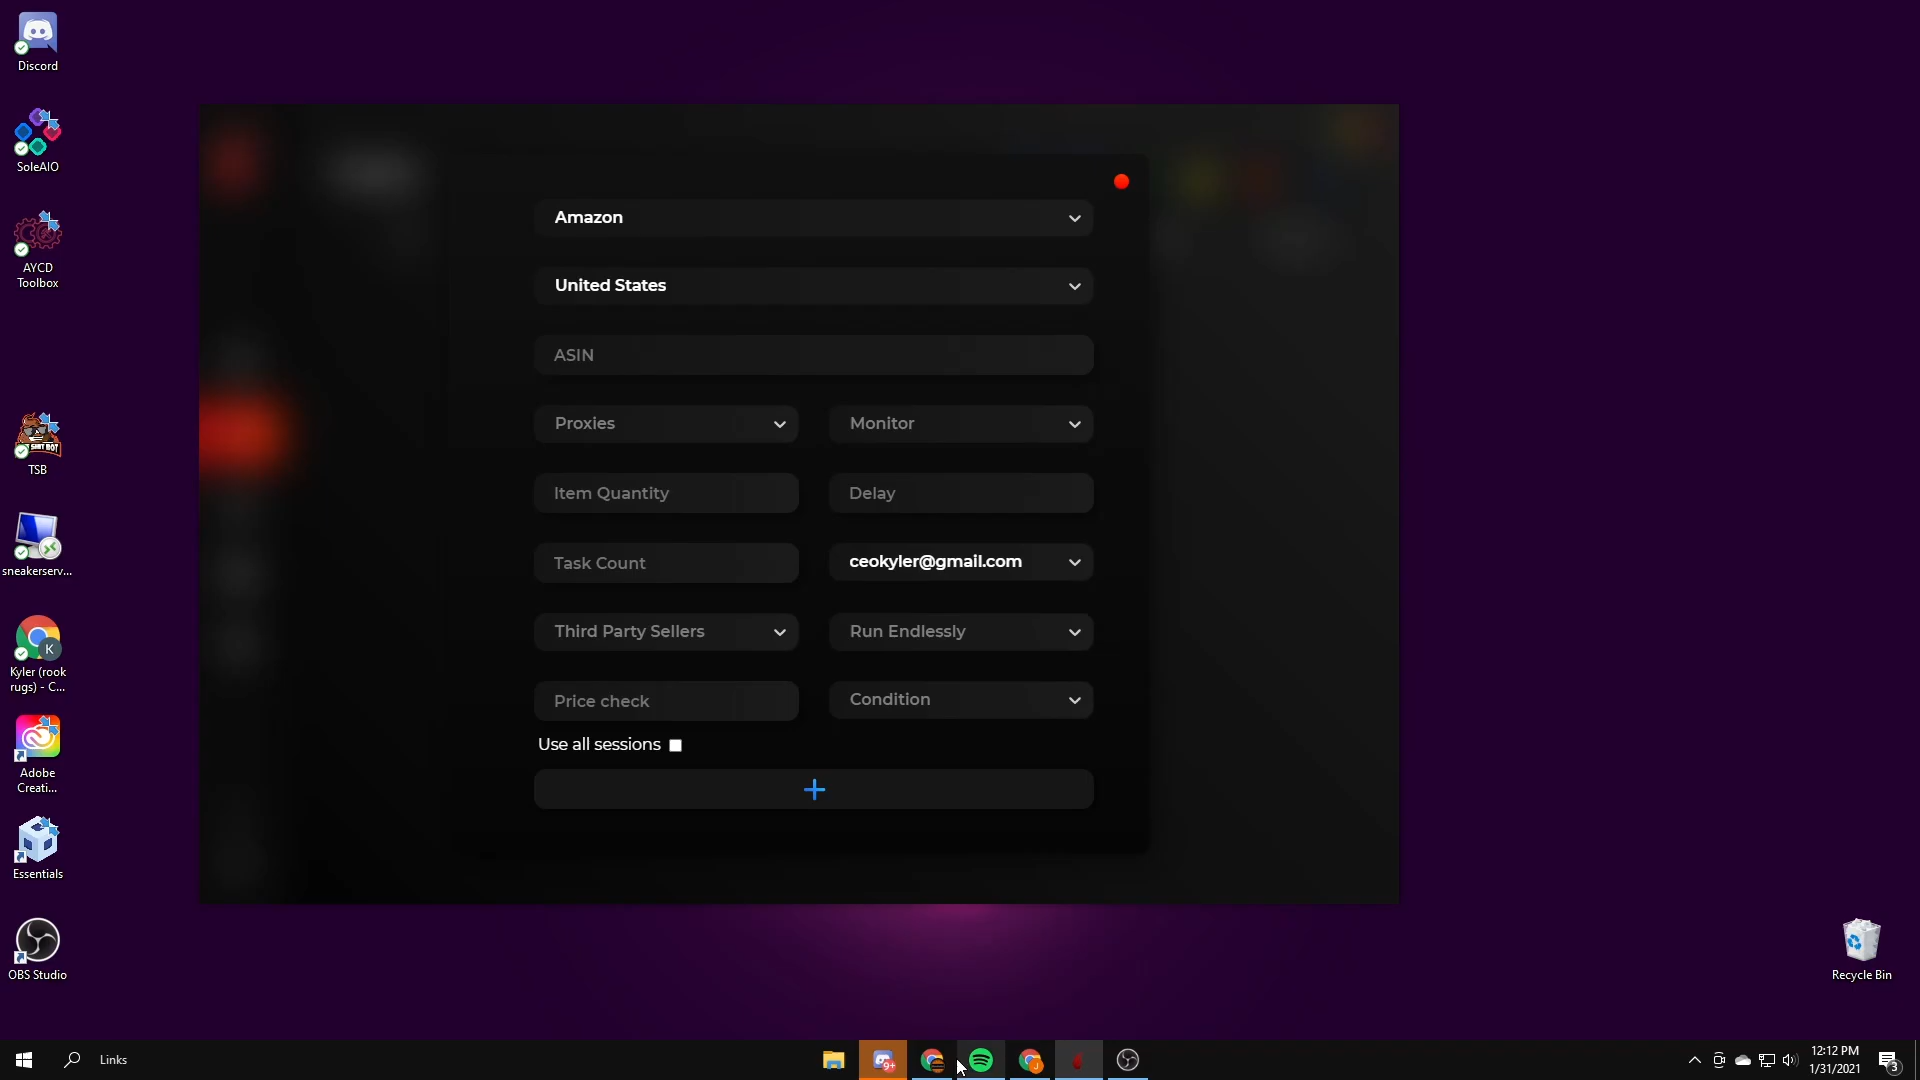 Discord
SoleAIO
AYCD
Toolbox
TSB
sneakerserv...
K
Kyler (rook
rugs) - C...
Adobe
Creati...
Essentials
OBS Studio
Amazon
United States
ASIN
Proxies
Monitor
Item Quantity
Delay
Task Count
ceokyler@gmail.com
Third Party Sellers
Run Endlessly
Price check
Condition
Use all sessions
Recycle Bin
Links
9+
J
12:12 PM
1/31/2021
3